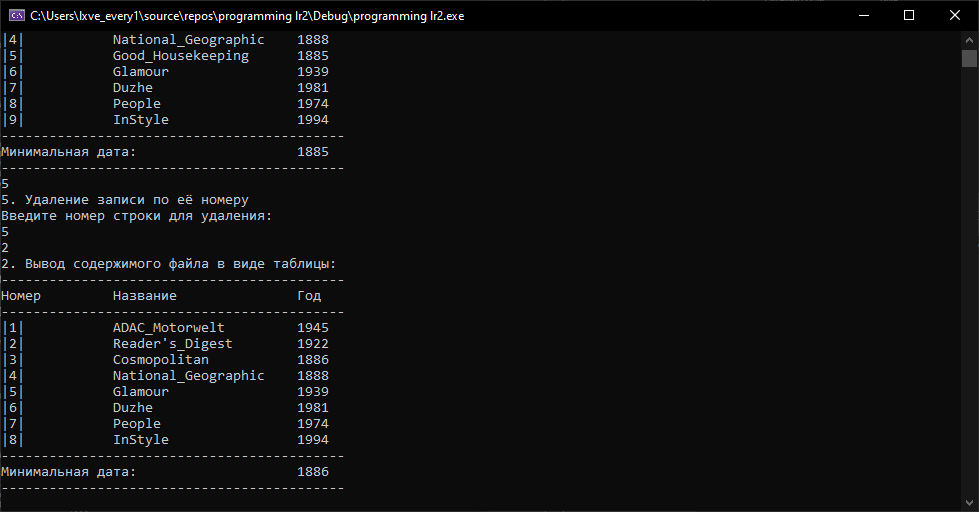 C:\Users\lxve_every1\source\repos\programming lr2\Debug\programming lr2.exe
|4| National_Geographic 1888
|5| Good_Housekeeping 1885
|6| Glamour 1939
|7| Duzhe 1981
|8| People 1974
|9| InStyle 1994
-------------------------------------------
Минимальная дата: 1885
-------------------------------------------
5
5. Удаление записи по её номеру
Введите номер строки для удаления:
5
2
2. Вывод содержимого файла в виде таблицы:
-------------------------------------------
Номер Название Год
-------------------------------------------
|1| ADAC_Motorwelt 1945
|2| Reader's_Digest 1922
|3| Cosmopolitan 1886
|4| National_Geographic 1888
|5| Glamour 1939
|6| Duzhe 1981
|7| People 1974
|8| InStyle 1994
-------------------------------------------
Минимальная дата: 1886
-------------------------------------------